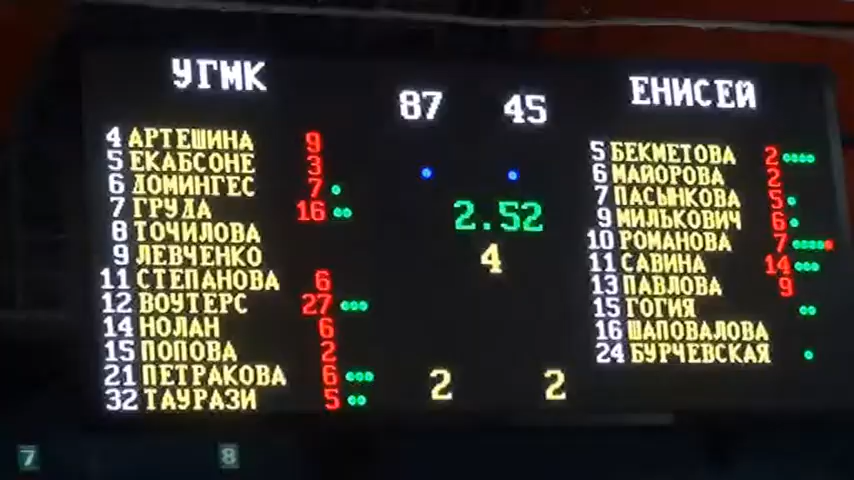 УГМК 87 45 ЕНИСЕЙ
4 АРТЕШИНА 9
5 ЕКАБСОНЕ 3
6 ДОМИНГЕС 7
7 ГРУДА 16
8 ТОЧИЛОВА
9 ЛЕВЧЕНКО
11 СТЕПАНОВА 6
12 ВОУТЕРС 27
14 НОЛАН 6
15 ПОПОВА 2
21 ПЕТРАКОВА 6
32 ТАУРАЗИ 5
2.52
4
2 2
5 БЕКМЕТОВА 2
6 МАЙОРОВА 2
7 ПАСЫНКОВА 5
9 МИЛЬКОВИЧ 6
10 РОМАНОВА 7
11 САВИНА 14
13 ПАВЛОВА 9
15 ГОГИЯ
16 ШАПОВАЛОВА
24 БУРЧЕВСКАЯ
7 8